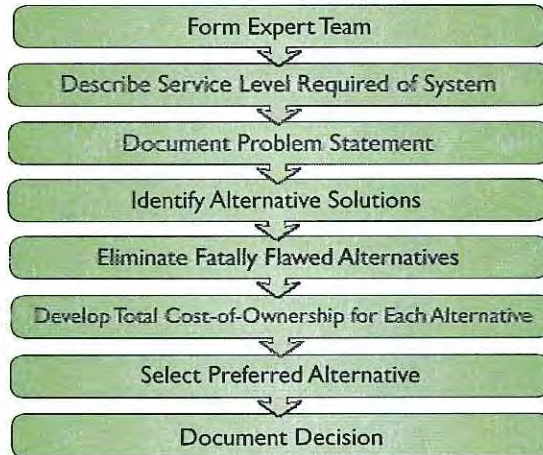 Form Expert Team
Describe Service Level Required of System
Document Problem Statement
Identify Alternative Solutions
Eliminate Fatally Flawed Alternatives
Develop Total Cost-of-Ownership for Each Alternative
Select Preferred Alternative
Document Decision